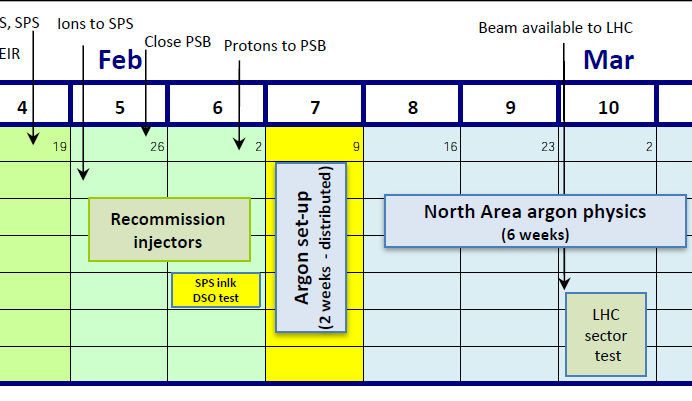 S, SPS
Ions to SPS
Beam available to LHC
Close PSB
Protons to PSB
EIR
Feb
Mar
4 5 6 7 8 9 10
19 26 2 9 16 23 2
Recommission
injectors
SPS inlk
DSO test
Argon set-up
(2 weeks - distributed)
North Area argon physics
(6 weeks)
LHC
sector
test